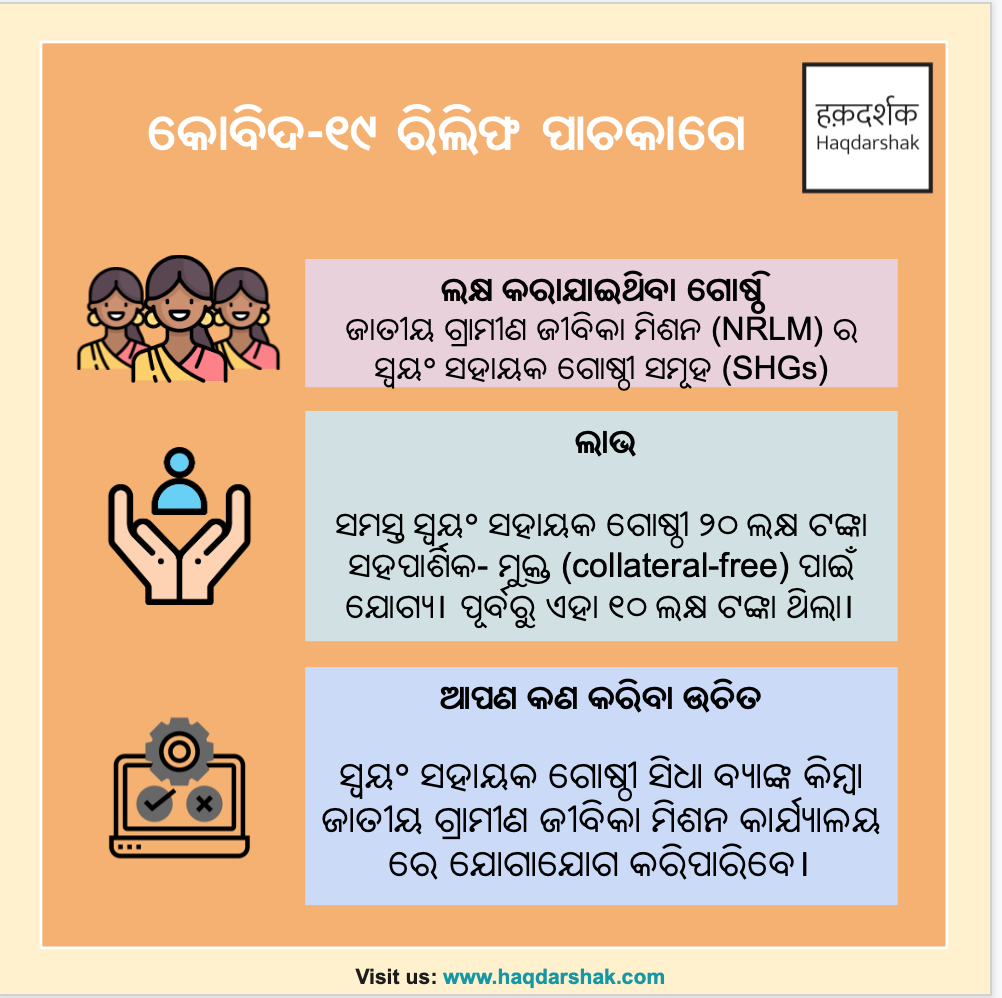 କୋବିଦ-୧୯ ରିଲିଫ ପାଚକାଗେ
हक़दर्शक
Haqdarshak
ଲକ୍ଷ କରାଯାଇଥିବା ଗୋଷ୍ଠି
ଜାତୀୟ ଗ୍ରାମୀଣ ଜୀବିକା ମିଶନ (NRLM) ର
ସ୍ୱୟଂ ସହାୟକ ଗୋଷ୍ଠୀ ସମୂହ (SHGs)
ଲାଭ
ସମସ୍ତ ସ୍ୱୟଂ ସହାୟକ ଗୋଷ୍ଠୀ ୨୦ ଲକ୍ଷ ଟଙ୍କା
ସହପାର୍ଶିକ- ମୁକ୍ତ (collateral-free) ପାଇଁ
ଯୋଗ୍ୟ। ପୂର୍ବରୁ ଏହା ୧୦ ଲକ୍ଷ ଟଙ୍କା ଥିଲା।
ଆପଣ କଣ କରିବା ଉଚିତ
ସ୍ୱୟଂ ସହାୟକ ଗୋଷ୍ଠୀ ସିଧା ବ୍ୟାଙ୍କ କିମ୍ବା
ଜାତୀୟ ଗ୍ରାମୀଣ ଜୀବିକା ମିଶନ କାର୍ଯ୍ୟାଳୟ
ରେ ଯୋଗାଯୋଗ କରିପାରିବେ।
Visit us: www.haqdarshak.com